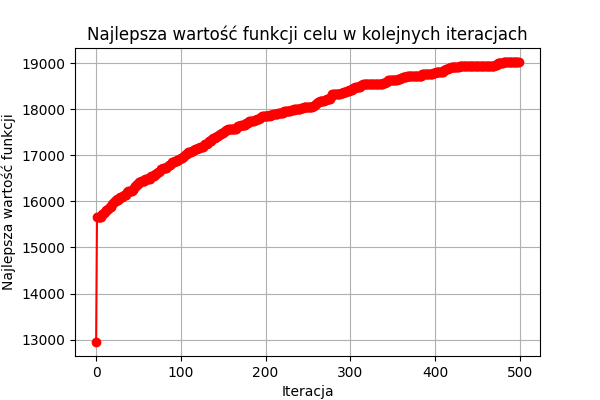 Najlepsza wartość funkcji celu w kolejnych iteracjach
Najlepsza wartość funkcji
19000
18000
17000
16000
15000
14000
13000
0 100 200 300 400 500
Iteracja